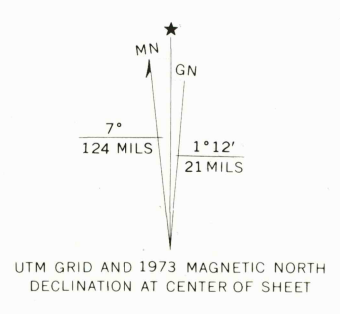 MN
GN
7°
124 MILS
1°12′
21 MILS
UTM GRID AND 1973 MAGNETIC NORTH
DECLINATION AT CENTER OF SHEET